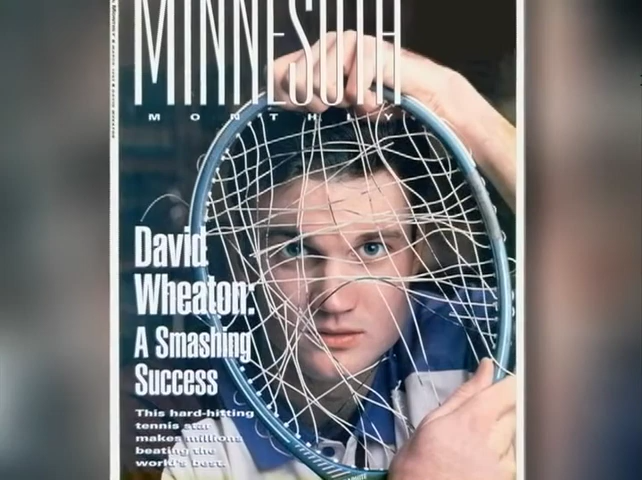 MINNESOTA
MONTHLY
David
Wheaton:
A Smashing
Success
This hard-hitting
tennis star
makes millions
beating the
world's best.